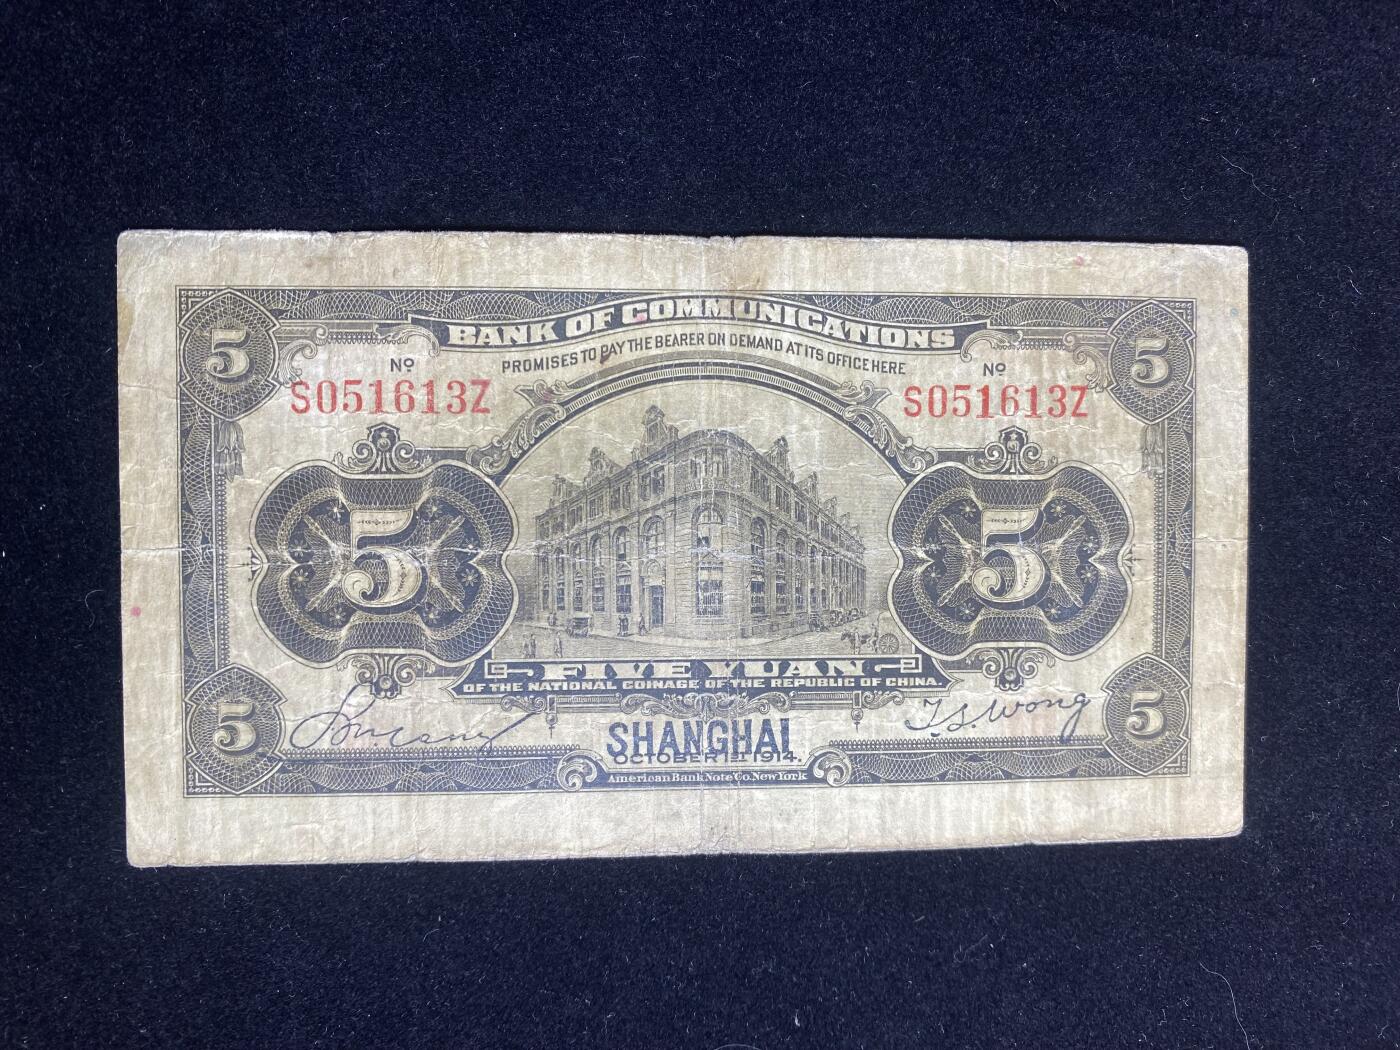 5 BANK OF COMMUNICATIONS 5
PROMISES TO PAY THE BEARER ON DEMAND AT ITS OFFICE HERE
Nº Nº
S051613Z S051613Z
5 5
FIVE YUAN
OF THE NATIONAL COINAGE OF THE REPUBLIC OF CHINA.
5 T.S. Wong 5
SHANGHAI
OCTOBER 1ST 1914.
American Bank Note Co. New York